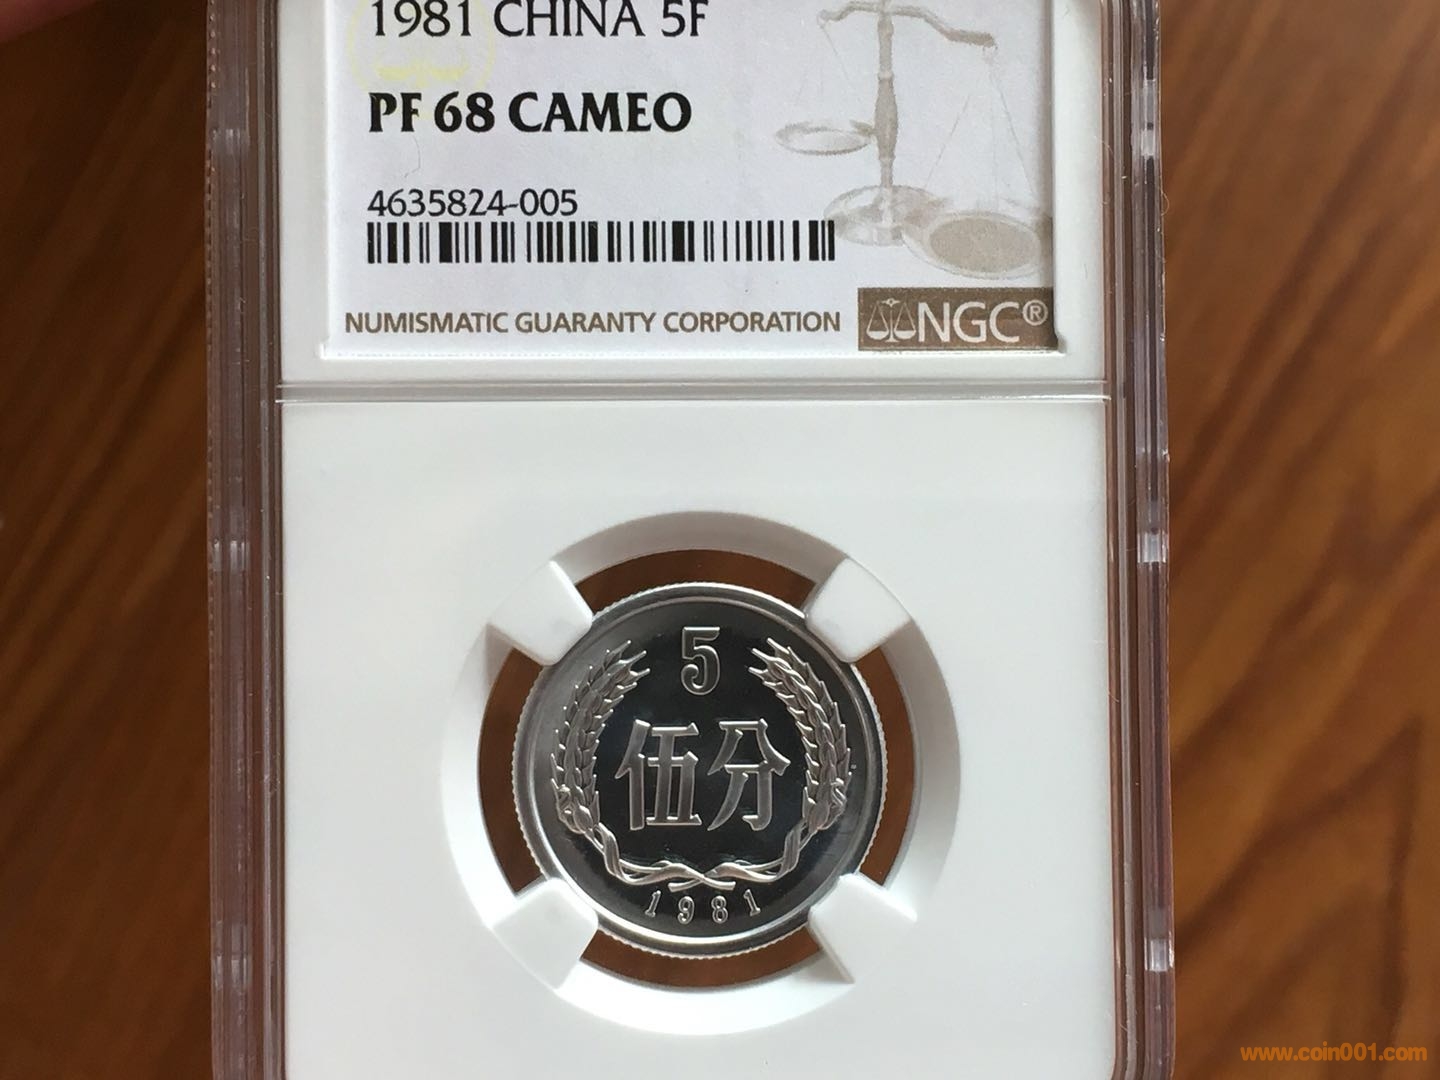 1981 CHINA 5F
PF 68 CAMEO
4635824-005
NUMISMATIC GUARANTY CORPORATION
NGC®
5
伍分
1981
www.coin001.com